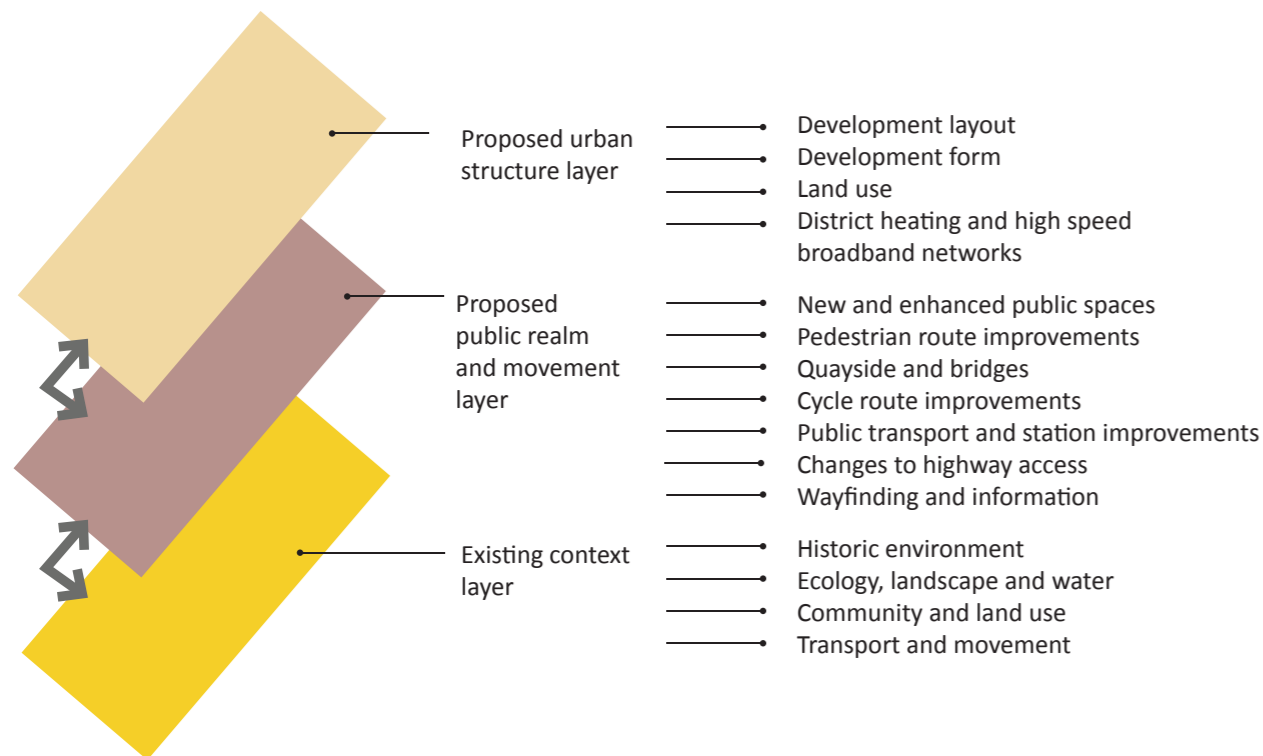 Proposed urban
structure layer
Development layout
Development form
Land use
District heating and high speed
broadband networks
Proposed
public realm
and movement
layer
New and enhanced public spaces
Pedestrian route improvements
Quayside and bridges
Cycle route improvements
Public transport and station improvements
Changes to highway access
Wayfinding and information
Existing context
layer
Historic environment
Ecology, landscape and water
Community and land use
Transport and movement